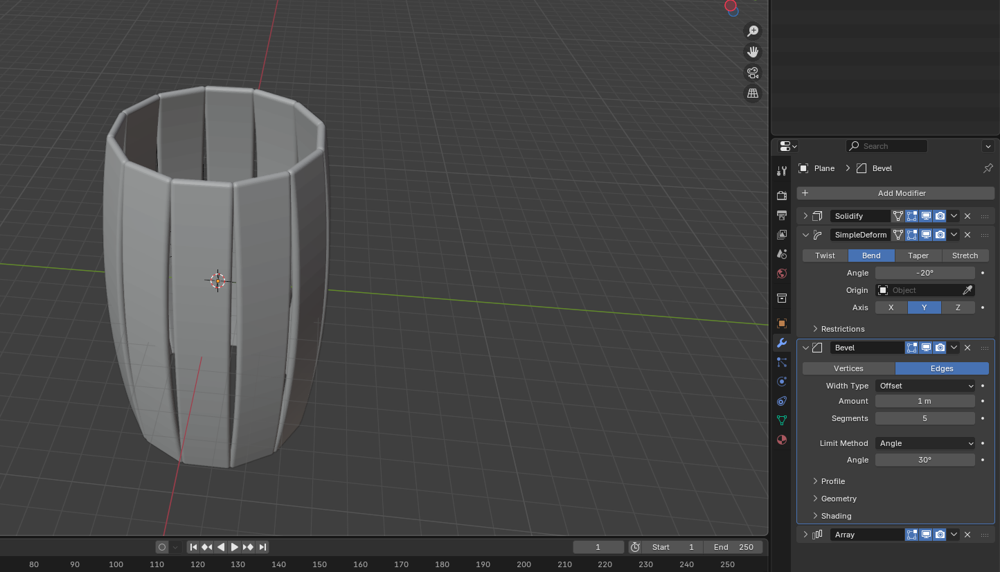 Search
Plane Bevel
Add Modifier
Solidify
SimpleDeform
Twist Bend Taper Stretch
Angle -20°
Origin Object
Axis X Y Z
Restrictions
Bevel
Vertices Edges
Width Type Offset
Amount 1 m
Segments 5
Limit Method Angle
Angle 30°
Profile
Geometry
Shading
Array
1 Start 1 End 250
80 90 100 110 120 130 140 150 160 170 180 190 200 210 220 230 240 250